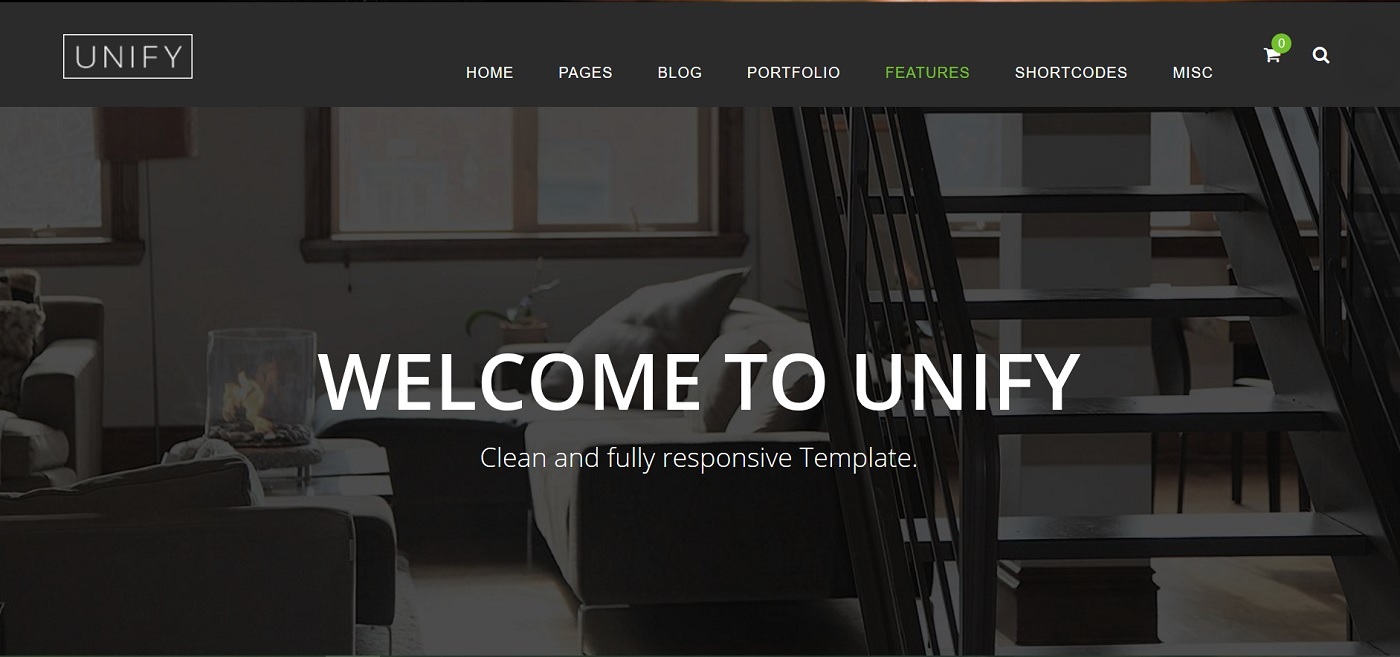 UNIFY
HOME PAGES BLOG PORTFOLIO FEATURES SHORTCODES MISC 0
WELCOME TO UNIFY
Clean and fully responsive Template.